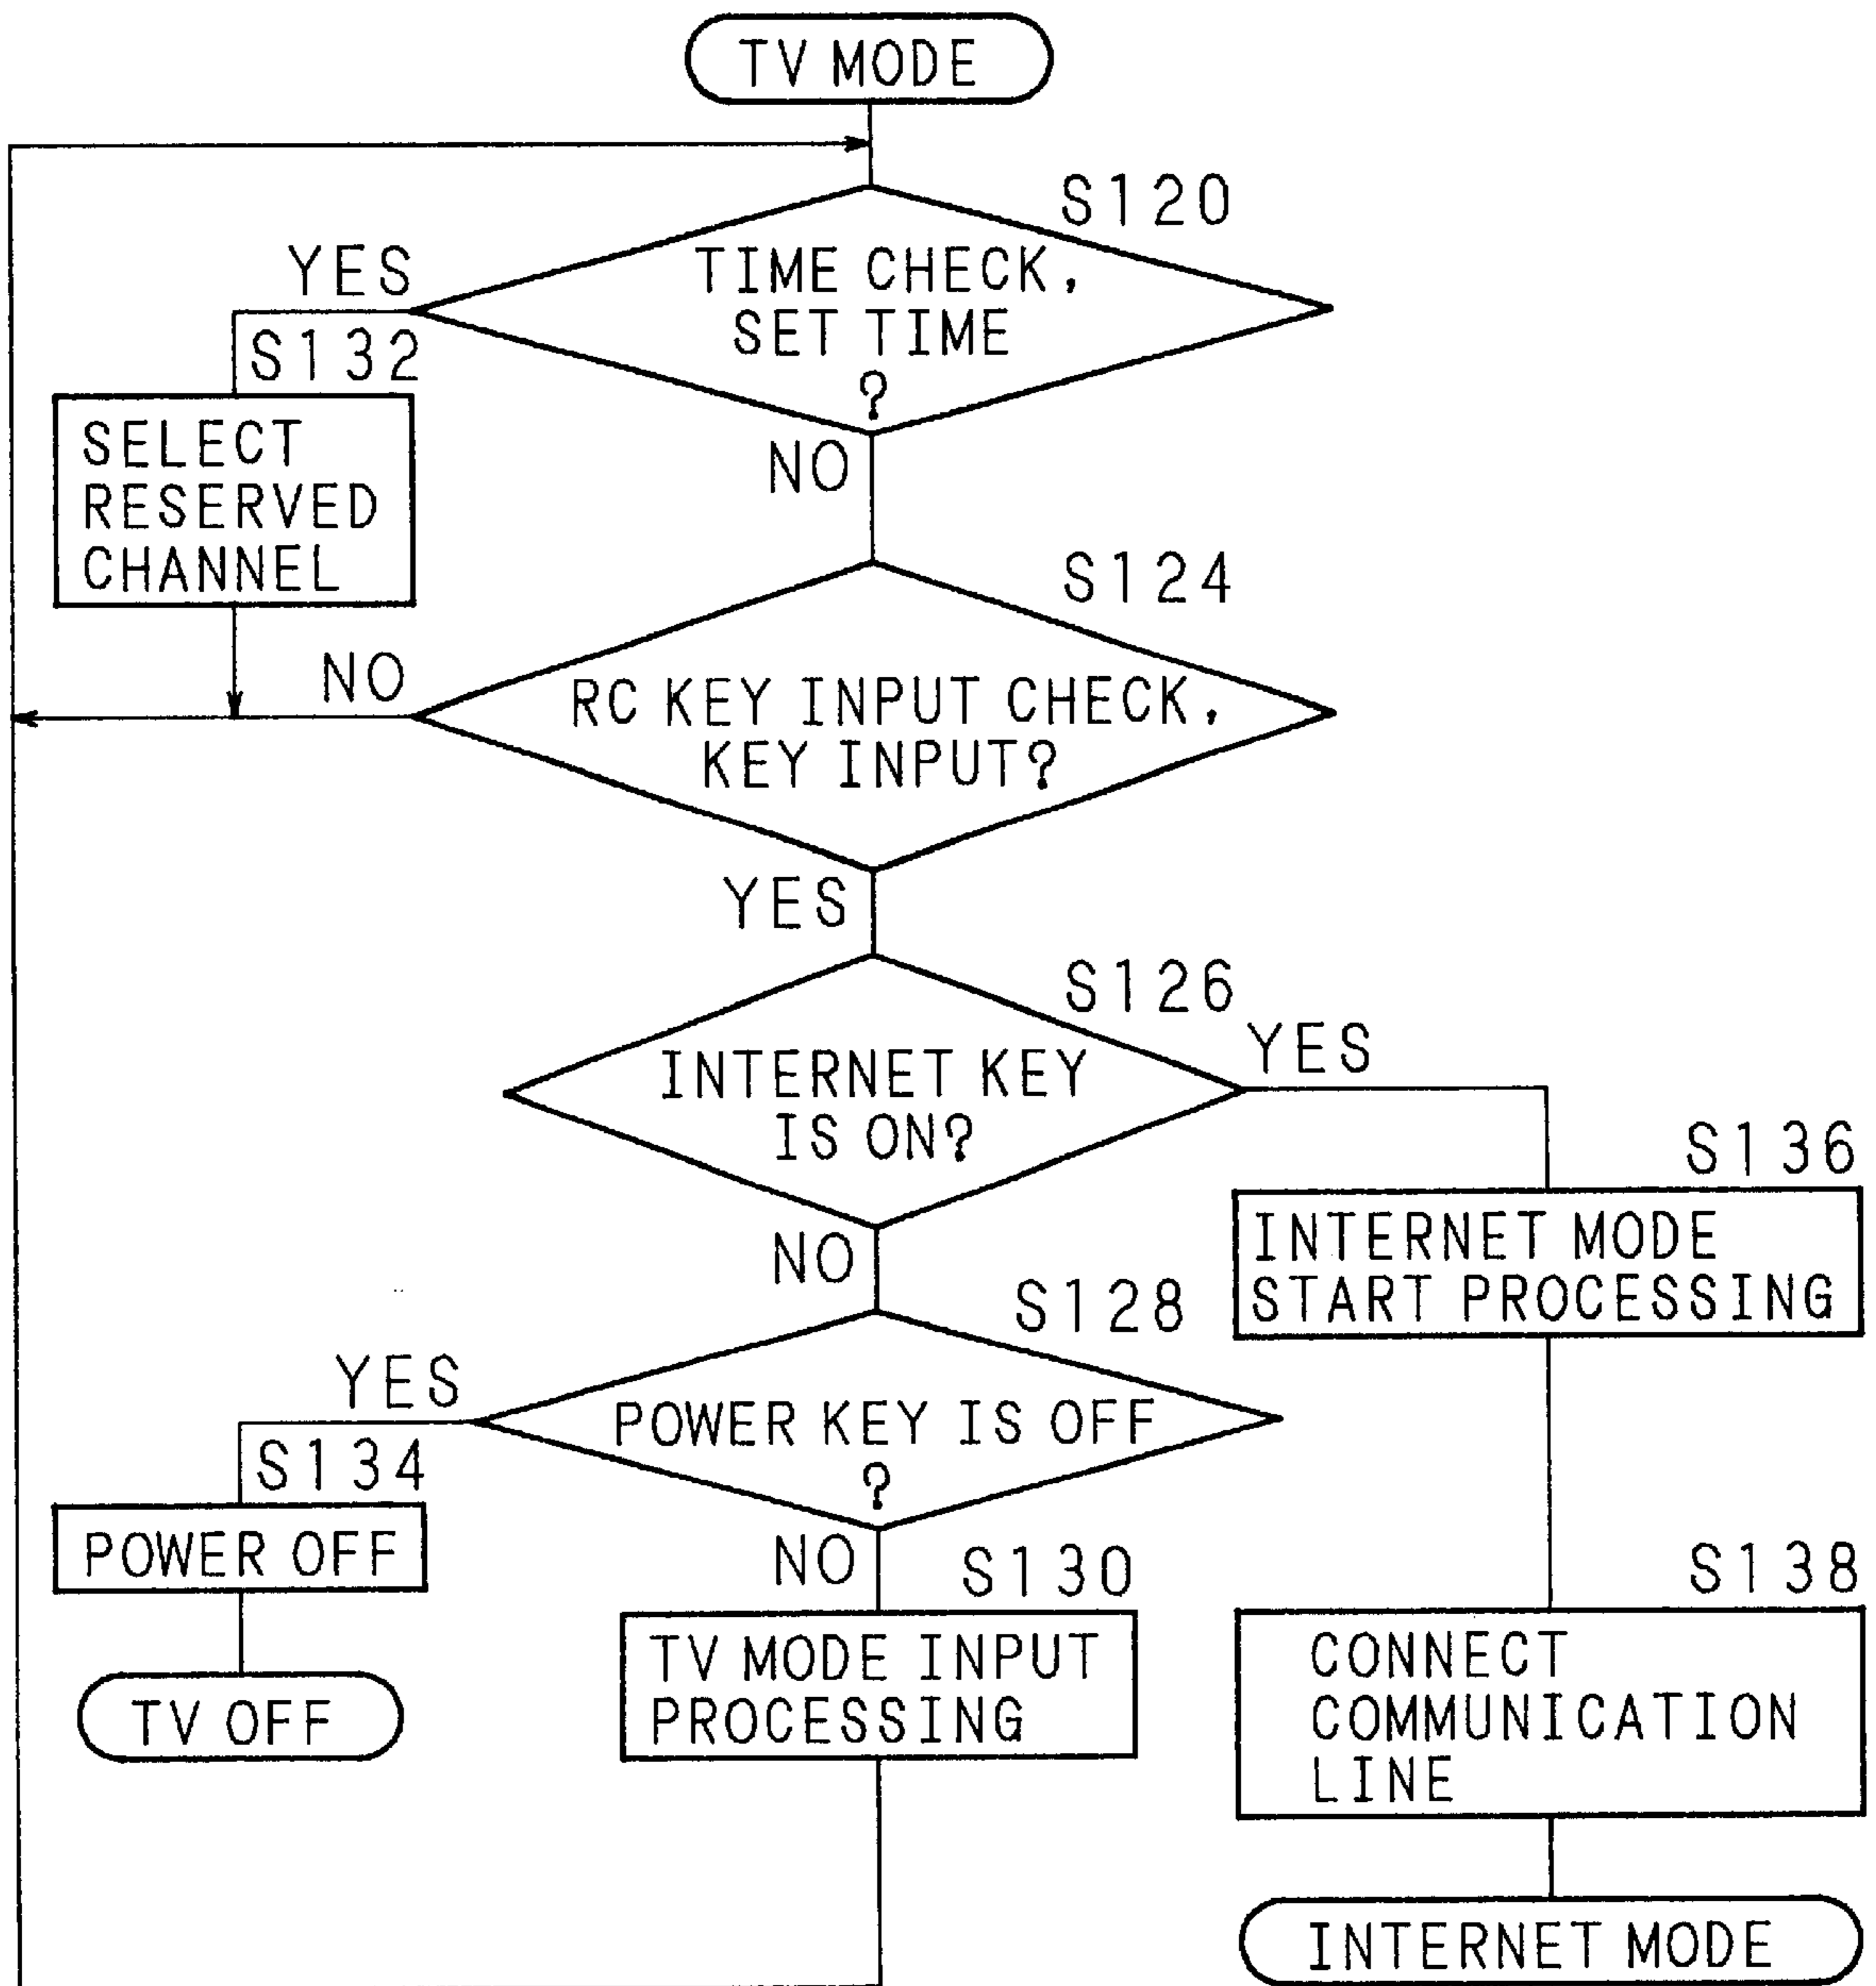 TV MODE
S120
YES
TIME CHECK,
SET TIME
?
S132
SELECT
RESERVED
CHANNEL
NO
S124
NO
RC KEY INPUT CHECK,
KEY INPUT?
YES
S126
YES
INTERNET KEY
IS ON?
S136
INTERNET MODE
START PROCESSING
NO
S128
YES
POWER KEY IS OFF
?
S134
POWER OFF
NO
S130
S138
TV MODE INPUT
PROCESSING
CONNECT
COMMUNICATION
LINE
TV OFF
INTERNET MODE